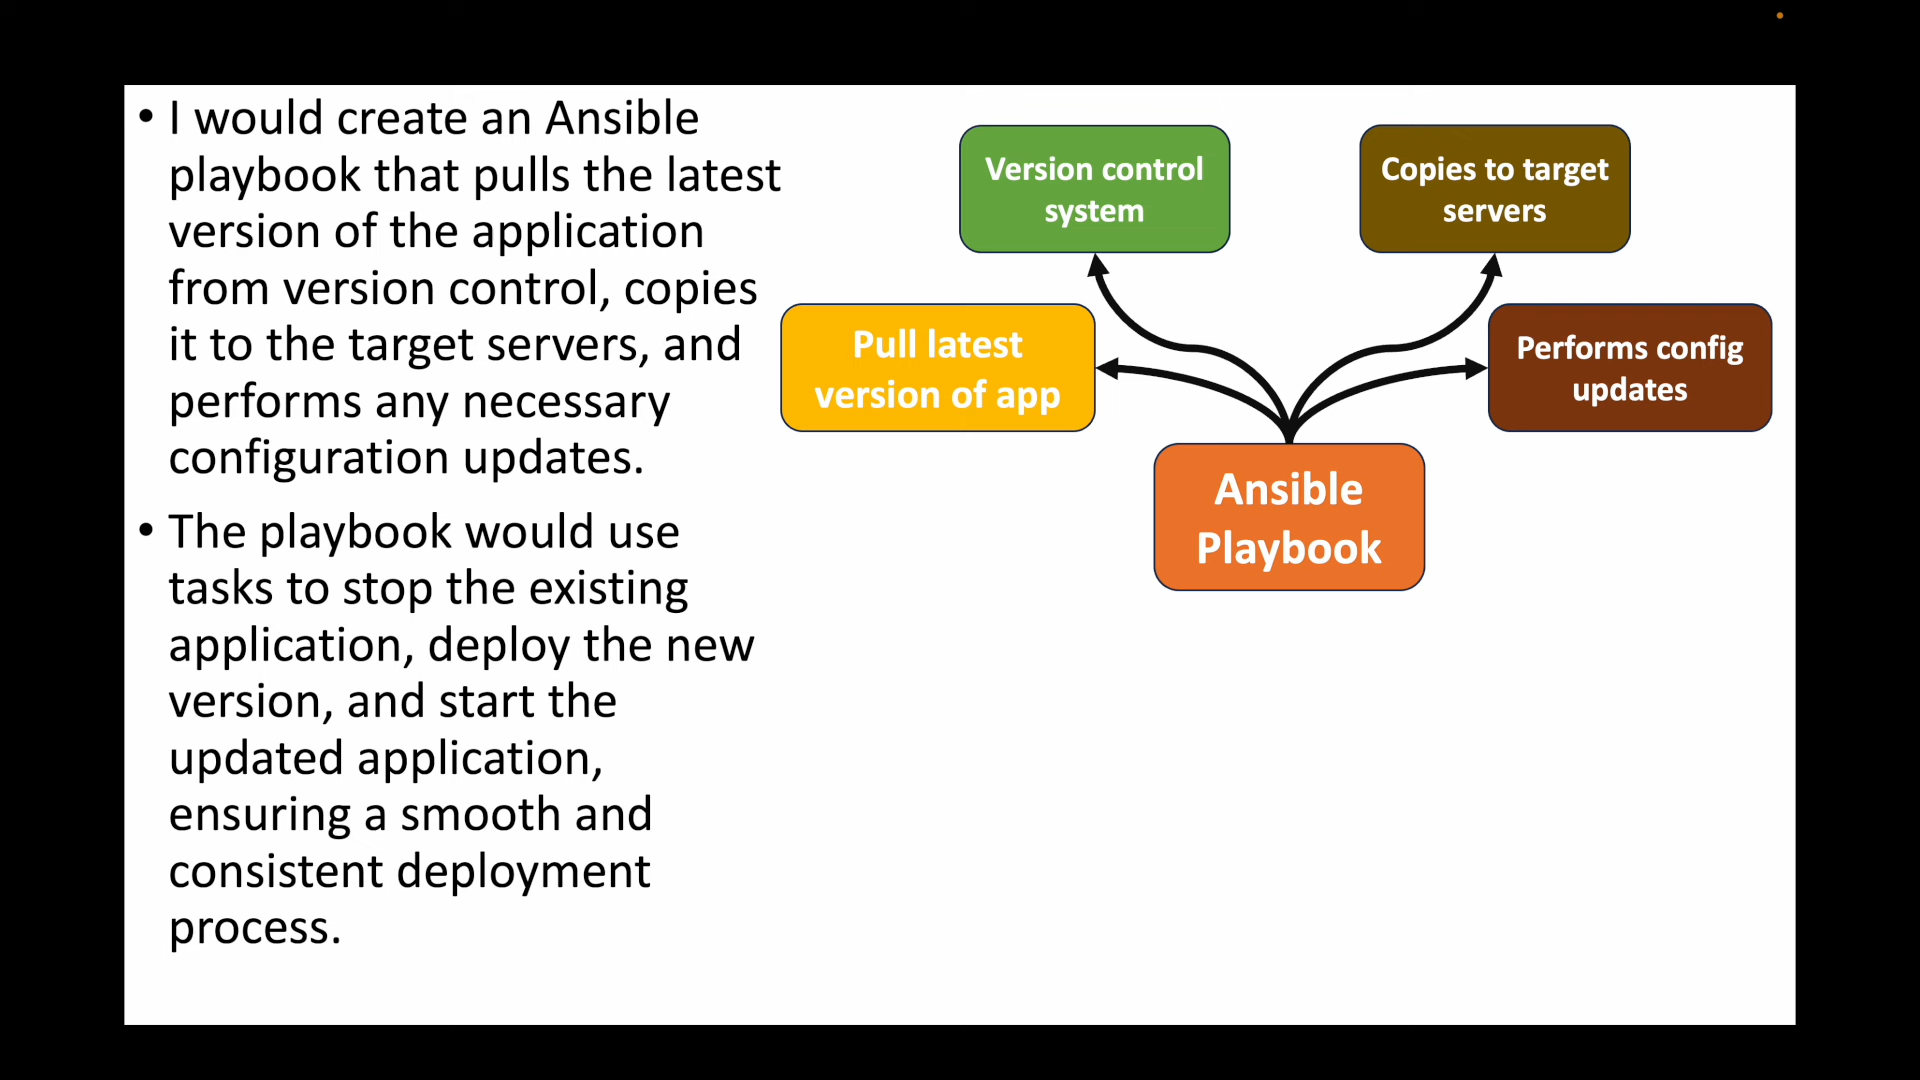 • I would create an Ansible
playbook that pulls the latest
version of the application
from version control, copies
it to the target servers, and
performs any necessary
configuration updates.
• The playbook would use
tasks to stop the existing
application, deploy the new
version, and start the
updated application,
ensuring a smooth and
consistent deployment
process.
Version control
system
Copies to target
servers
Pull latest
version of app
Performs config
updates
Ansible
Playbook